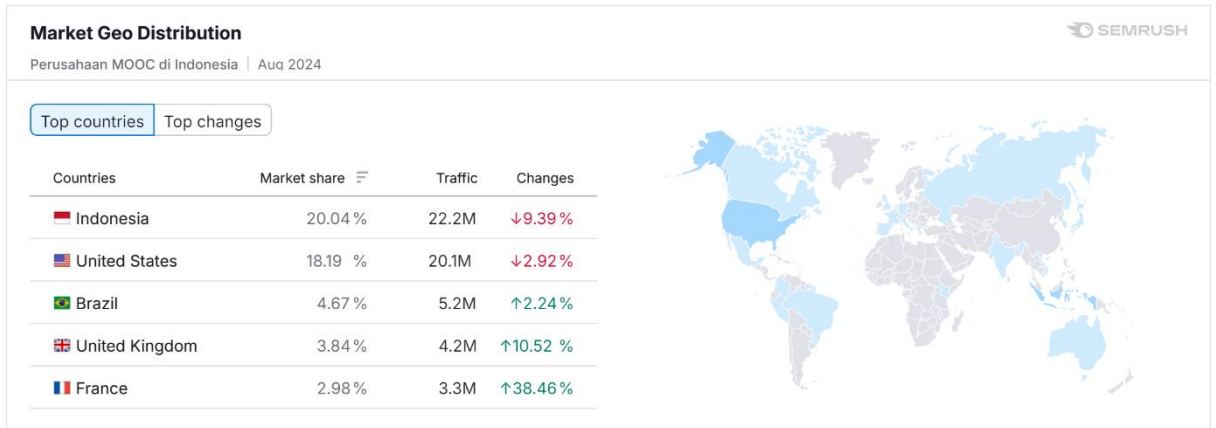 Market Geo Distribution
SEMRUSH
Perusahaan MOOC di Indonesia | Aug 2024
Top countries Top changes
Countries Market share Traffic Changes
Indonesia 20.04% 22.2M ↓9.39%
United States 18.19 % 20.1M ↓2.92%
Brazil 4.67% 5.2M ↑2.24%
United Kingdom 3.84% 4.2M ↑10.52 %
France 2.98% 3.3M ↑38.46%